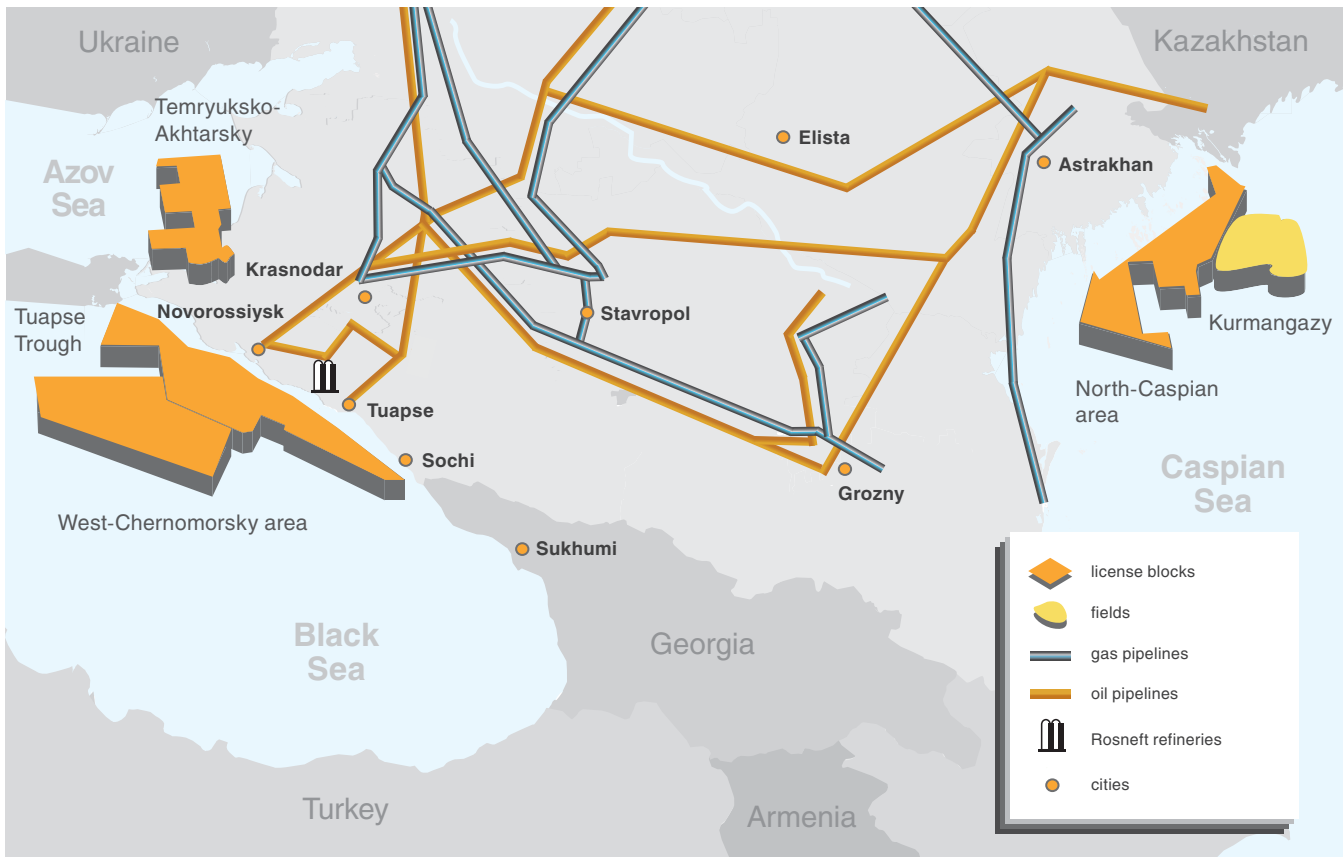 Ukraine
Kazakhstan
Temryuksko-
Akhtarsky
Elista
Astrakhan
Azov
Sea
Krasnodar
Novorossiysk
Stavropol
Kurmangazy
Tuapse
Trough
North-Caspian
area
Tuapse
Sochi
Caspian
Sea
Grozny
West-Chernomorsky area
Sukhumi
Black
Sea
Georgia
Turkey
Armenia
license blocks
fields
gas pipelines
oil pipelines
Rosneft refineries
cities